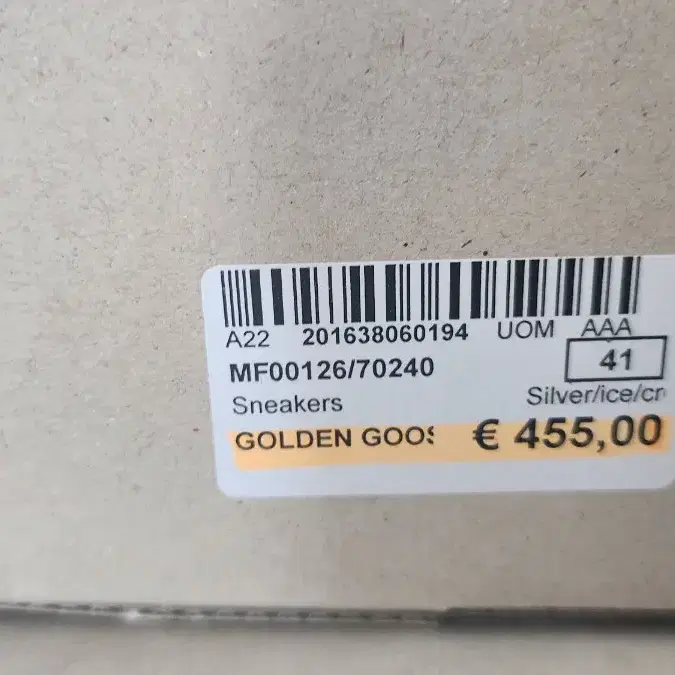 A22 201638060194 UOM AAA
MF00126/70240 41
Sneakers Silver/ice/cr
GOLDEN GOOS € 455,00